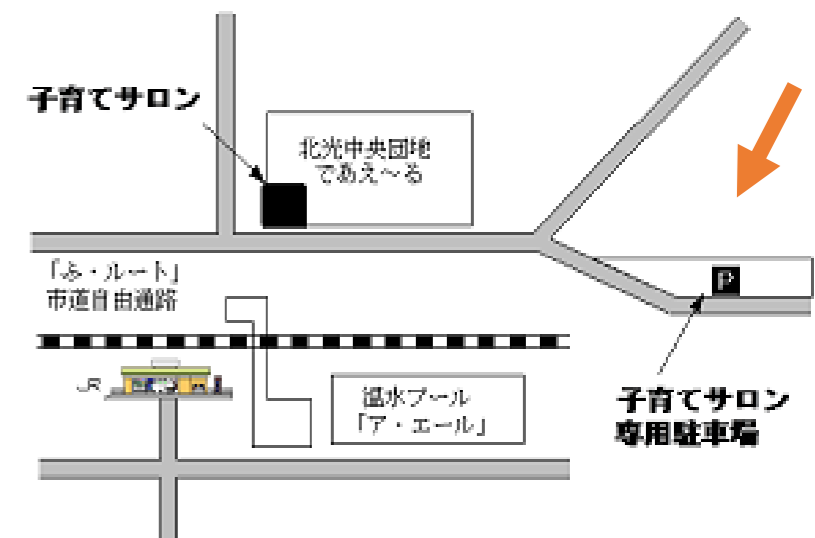 子育てサロン
北光中央団地
であえ~る
「ふ・ルート」
市道自由通路
P
JR
温水プール
「ア・エール」
子育てサロン
専用駐車場